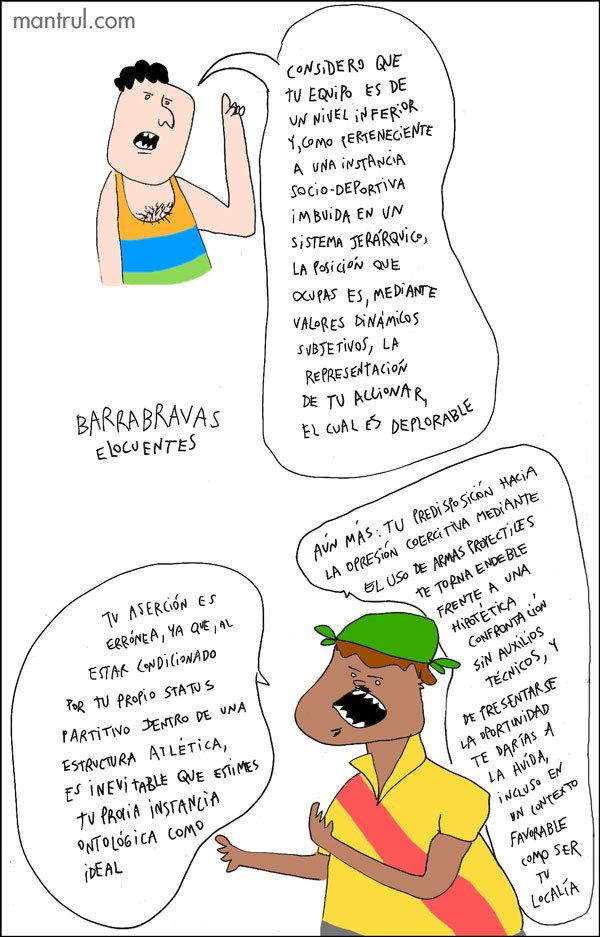 mantrul.com
CONSIDERO QUE
TU EQUIPO ES DE
UN NIVEL INFERIOR
Y, COMO PERTENECIENTE
A UNA INSTANCIA
SOCIO-DEPORTIVA
IMBUIDA EN UN
SISTEMA JERÁRQUICO,
LA POSICIÓN QUE
OCUPAS ES, MEDIANTE
VALORES DINÁMICOS
SUBJETIVOS, LA
REPRESENTACIÓN
DE TU ACCIONAR,
EL CUAL ES DEPLORABLE
BARRABRAVAS
ELOCUENTES
TU ASERCIÓN ES
ERRÓNEA, YA QUE, AL
ESTAR CONDICIONADO
POR TU PROPIO STATUS
PARTITIVO DENTRO DE UNA
ESTRUCTURA ATLÉTICA,
ES INEVITABLE QUE ESTIMES
TU PROPIA INSTANCIA
ONTOLÓGICA COMO
IDEAL
AÚN MÁS: TU PREDISPOSICIÓN HACIA
LA OPRESIÓN COERCITIVA MEDIANTE
EL USO DE ARMAS PROYECTILES
TE TORNA ENDEBLE
FRENTE A UNA
HIPOTÉTICA
CONFRONTACIÓN
SIN AUXILIOS
TÉCNICOS, Y
DE PRESENTARSE
LA OPORTUNIDAD
TE DARÍAS A
LA HUÍDA,
INCLUSO EN
UN CONTEXTO
FAVORABLE
COMO SER
TU
LOCALÍA